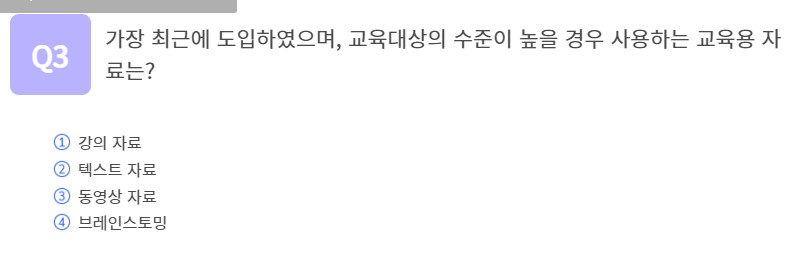 Q3
가장 최근에 도입하였으며, 교육대상의 수준이 높을 경우 사용하는 교육용 자
료는?
① 강의 자료
② 텍스트 자료
③ 동영상 자료
④ 브레인스토밍